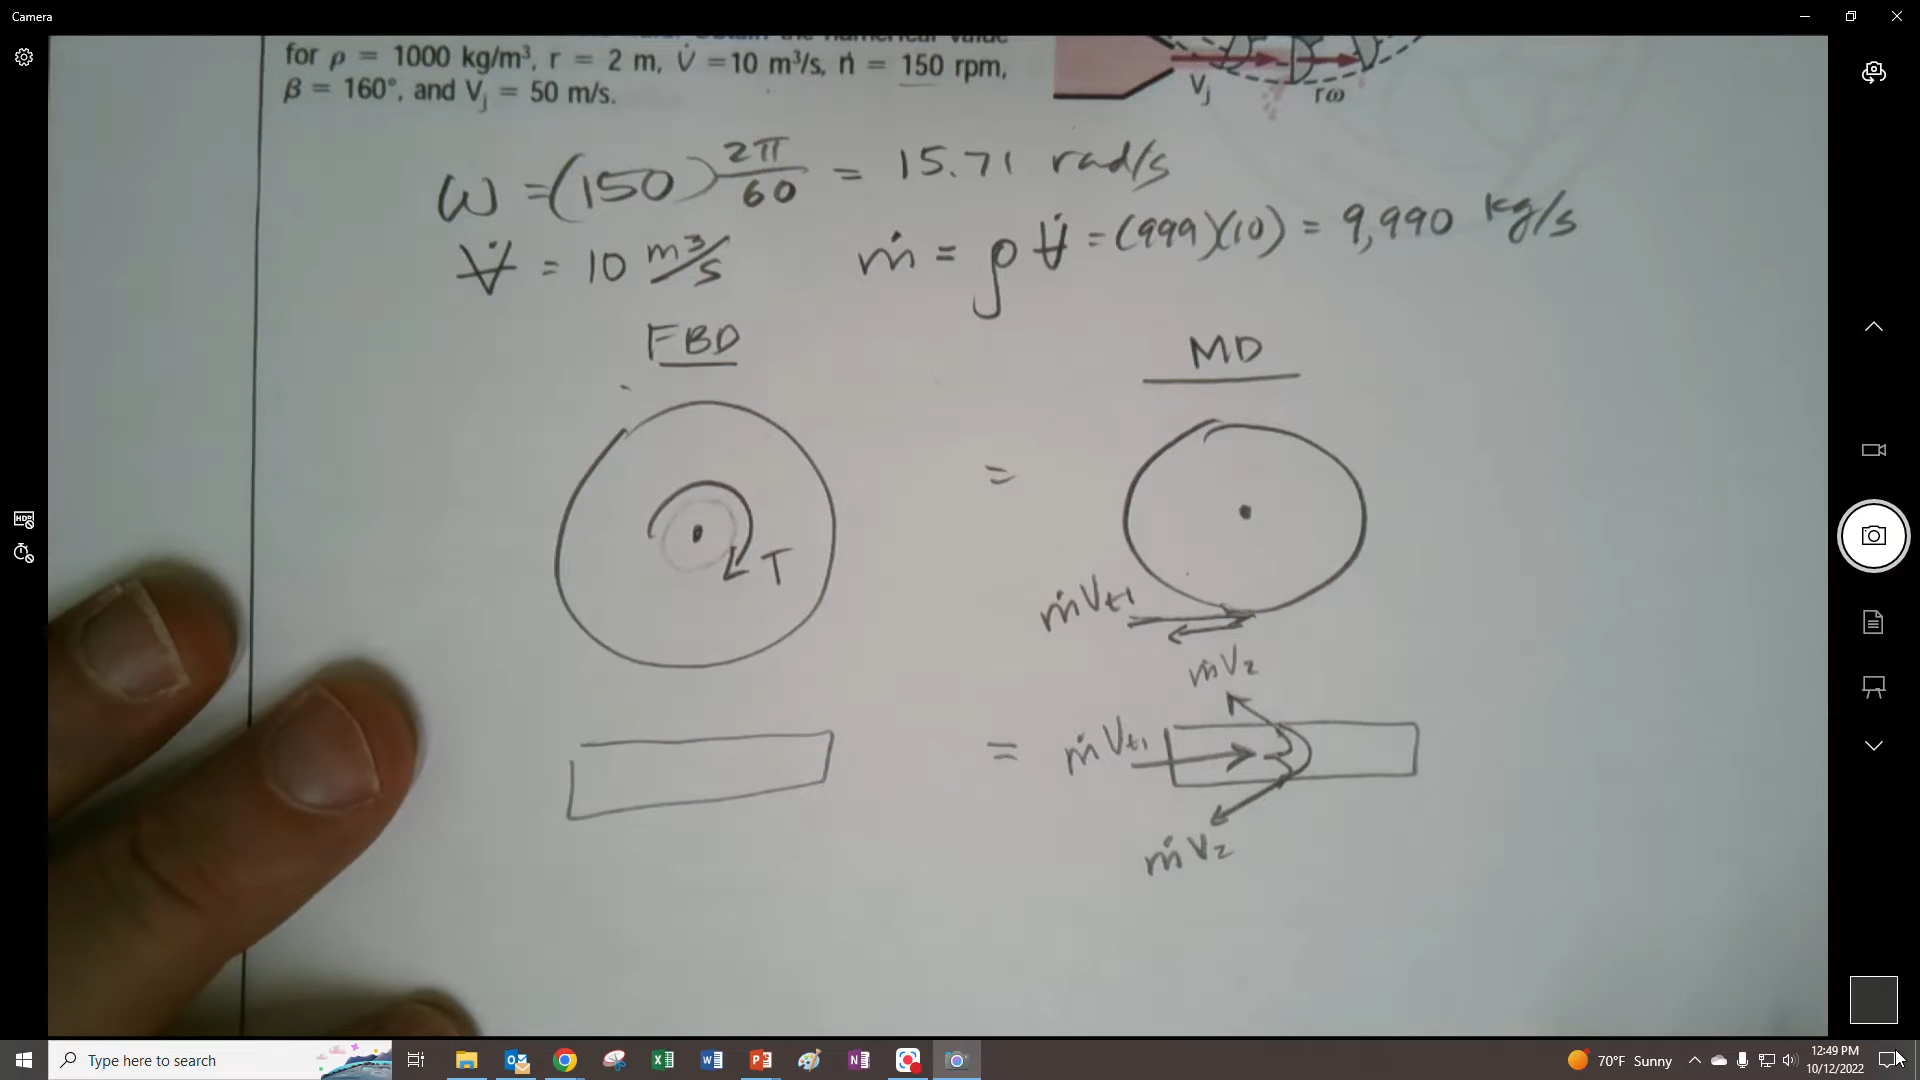 Camera
for ρ = 1000 kg/m³, r = 2 m, V̇ = 10 m³/s, ṅ = 150 rpm,
β = 160°, and Vj = 50 m/s.
Vj
rω
ω = (150) 2π/60 = 15.71 rad/s
V̇ = 10 m³/s
ṁ = ρV̇ = (999)(10) = 9,990 kg/s
FBD
MD
T
=
ṁVt1
ṁV2
=
ṁVt1
ṁV2
Type here to search
70°F Sunny
12:49 PM
10/12/2022